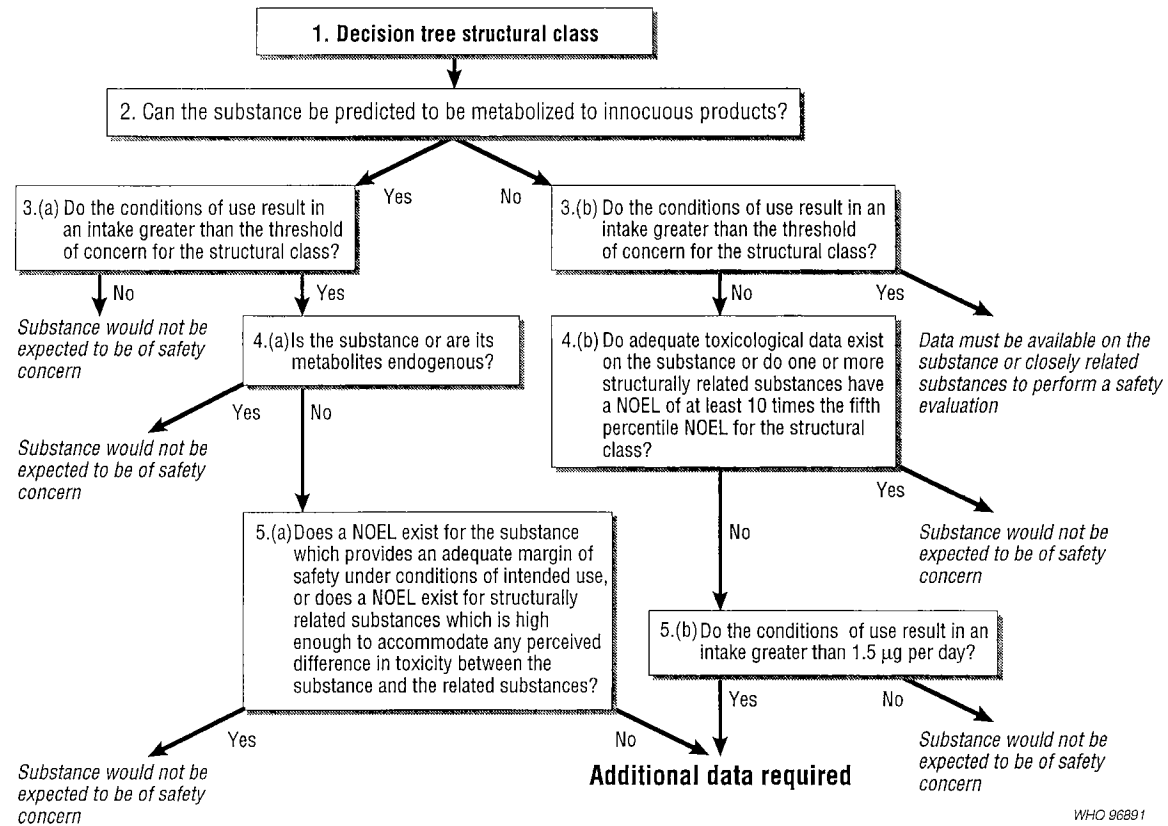 1. Decision tree structural class
2. Can the substance be predicted to be metabolized to innocuous products?
Yes
No
3.(a) Do the conditions of use result in
an intake greater than the threshold
of concern for the structural class?
3.(b) Do the conditions of use result in an
intake greater than the threshold
of concern for the structural class?
No
Yes
No
Yes
Substance would not be
expected to be of safety
concern
4.(a) Is the substance or are its
metabolites endogenous?
4.(b) Do adequate toxicological data exist
on the substance or do one or more
structurally related substances have
a NOEL of at least 10 times the fifth
percentile NOEL for the structural
class?
Data must be available on the
substance or closely related
substances to perform a safety
evaluation
Yes
No
Substance would not be
expected to be of safety
concern
Yes
No
Substance would not be
expected to be of safety
concern
5.(a) Does a NOEL exist for the substance
which provides an adequate margin of
safety under conditions of intended use,
or does a NOEL exist for structurally
related substances which is high
enough to accommodate any perceived
difference in toxicity between the
substance and the related substances?
5.(b) Do the conditions of use result in an
intake greater than 1.5 µg per day?
Yes
No
Yes
No
Substance would not be
expected to be of safety
concern
Additional data required
Substance would not be
expected to be of safety
concern
WHO 96891